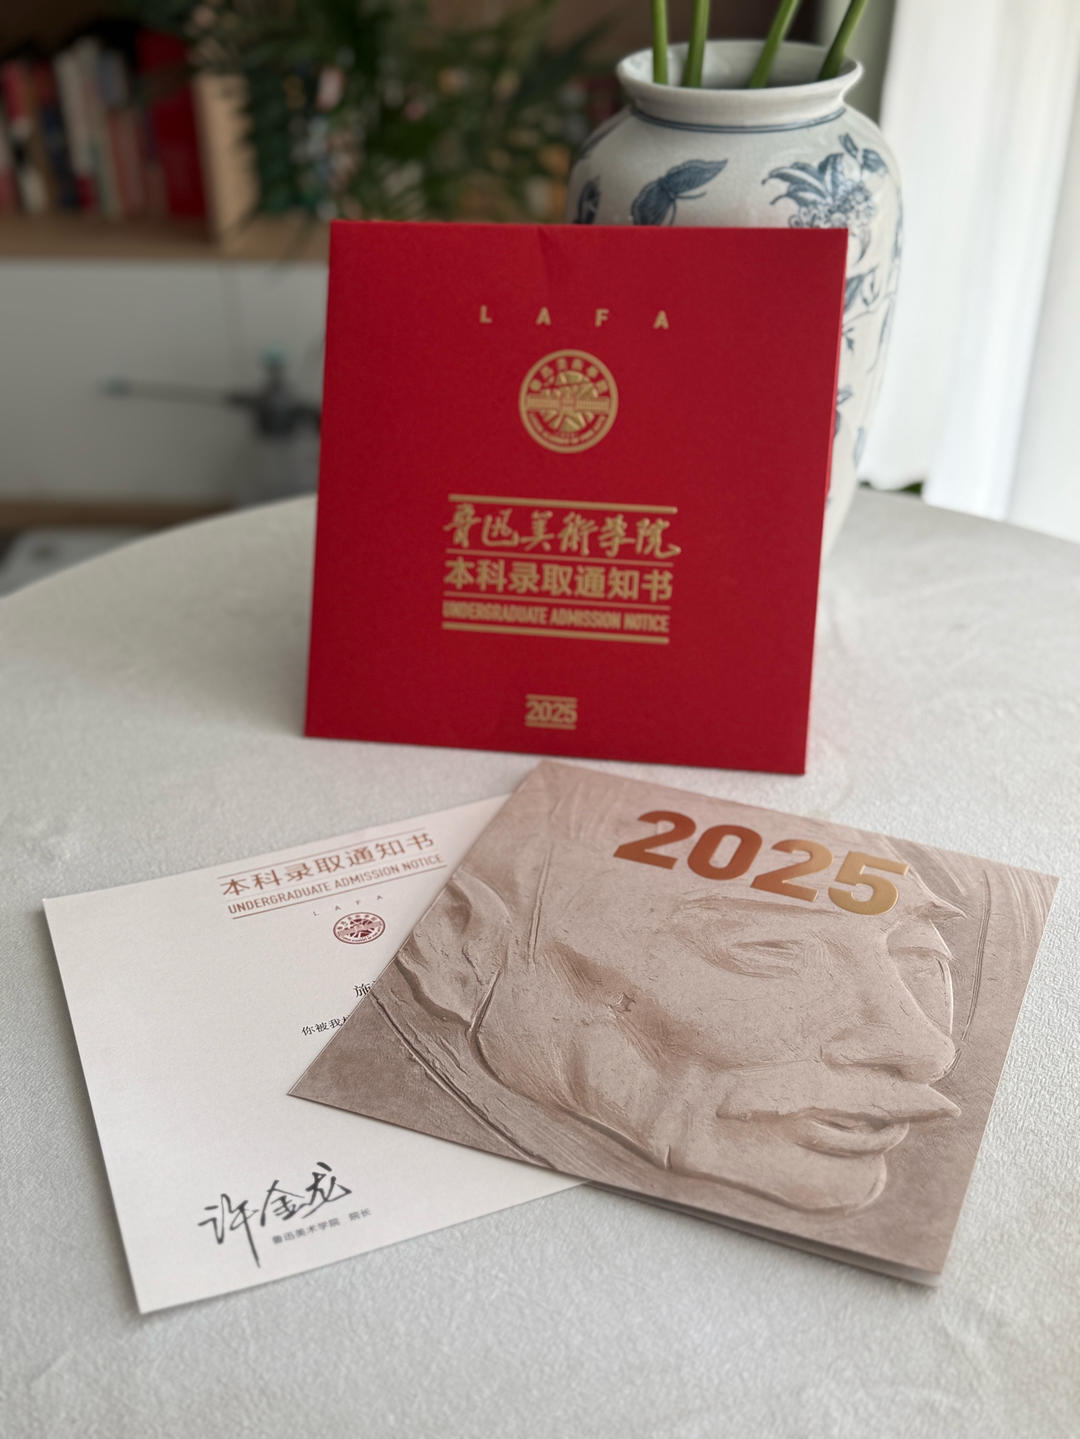 L A F A
魯迅美術學院
本科录取通知书
UNDERGRADUATE ADMISSION NOTICE
2025
本科录取通知书
UNDERGRADUATE ADMISSION NOTICE
L A F A
施
你被我
许金龙
鲁迅美术学院 院长
2025